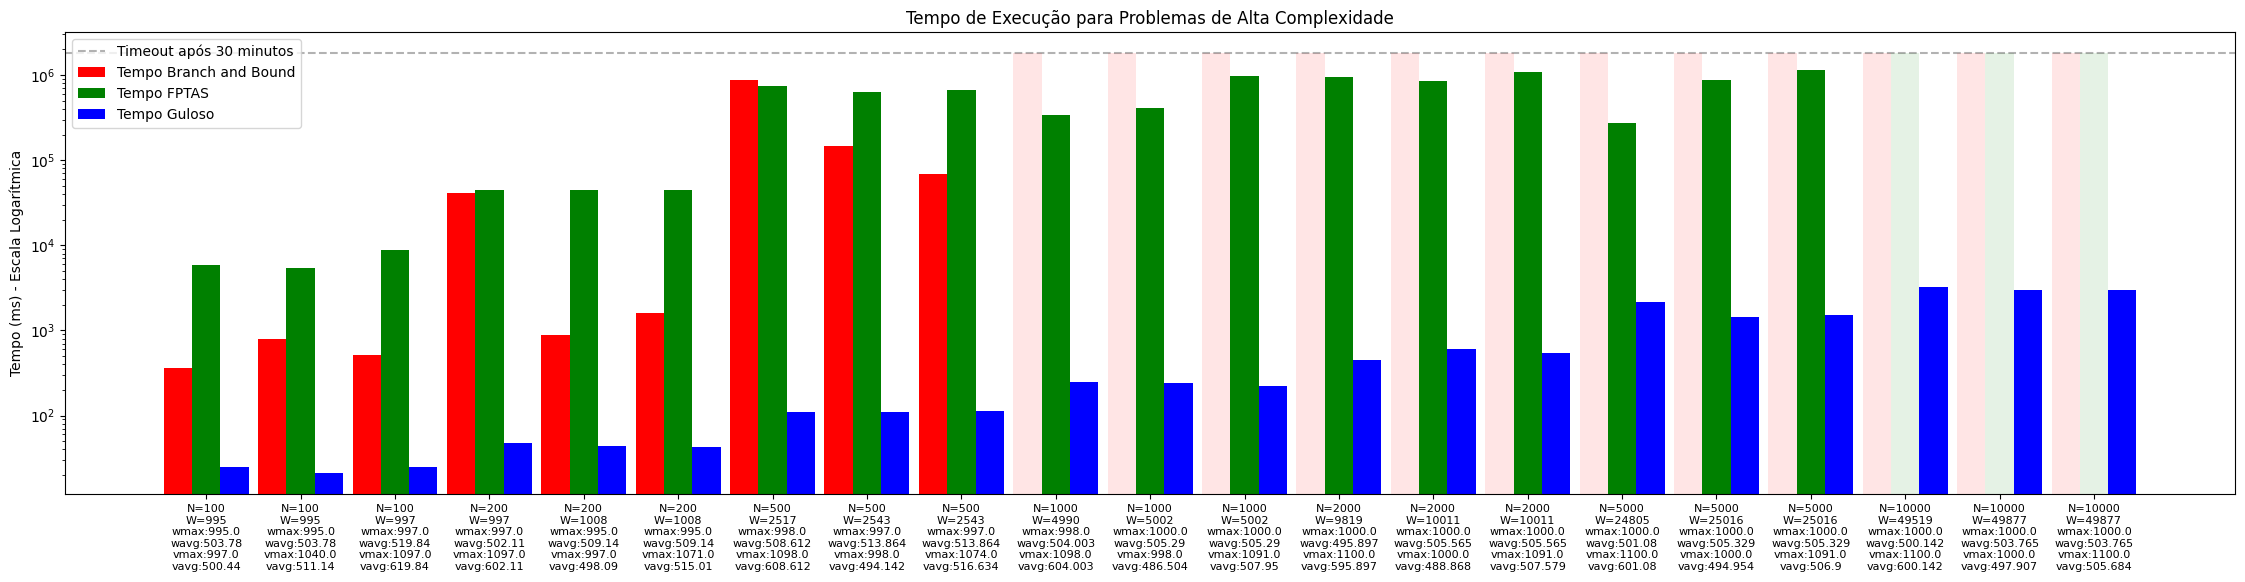 Tempo de Execução para Problemas de Alta Complexidade
Timeout após 30 minutos
Tempo Branch and Bound
Tempo FPTAS
Tempo Guloso
Tempo (ms) - Escala Logarítmica
10⁶
10⁵
10⁴
10³
10²
N=100
W=995
wmax:995.0
wavg:503.78
vmax:997.0
vavg:500.44
N=100
W=995
wmax:995.0
wavg:503.78
vmax:1040.0
vavg:511.14
N=100
W=997
wmax:997.0
wavg:519.84
vmax:1097.0
vavg:619.84
N=200
W=997
wmax:997.0
wavg:502.11
vmax:1097.0
vavg:602.11
N=200
W=1008
wmax:995.0
wavg:509.14
vmax:997.0
vavg:498.09
N=200
W=1008
wmax:995.0
wavg:509.14
vmax:1071.0
vavg:515.01
N=500
W=2517
wmax:998.0
wavg:508.612
vmax:1098.0
vavg:608.612
N=500
W=2543
wmax:997.0
wavg:513.864
vmax:998.0
vavg:494.142
N=500
W=2543
wmax:997.0
wavg:513.864
vmax:1074.0
vavg:516.634
N=1000
W=4990
wmax:998.0
wavg:504.003
vmax:1098.0
vavg:604.003
N=1000
W=5002
wmax:1000.0
wavg:505.29
vmax:998.0
vavg:486.504
N=1000
W=5002
wmax:1000.0
wavg:505.29
vmax:1091.0
vavg:507.95
N=2000
W=9819
wmax:1000.0
wavg:495.897
vmax:1100.0
vavg:595.897
N=2000
W=10011
wmax:1000.0
wavg:505.565
vmax:1000.0
vavg:488.868
N=2000
W=10011
wmax:1000.0
wavg:505.565
vmax:1091.0
vavg:507.579
N=5000
W=24805
wmax:1000.0
wavg:501.08
vmax:1100.0
vavg:601.08
N=5000
W=25016
wmax:1000.0
wavg:505.329
vmax:1000.0
vavg:494.954
N=5000
W=25016
wmax:1000.0
wavg:505.329
vmax:1091.0
vavg:506.9
N=10000
W=49519
wmax:1000.0
wavg:500.142
vmax:1100.0
vavg:600.142
N=10000
W=49877
wmax:1000.0
wavg:503.765
vmax:1000.0
vavg:497.907
N=10000
W=49877
wmax:1000.0
wavg:503.765
vmax:1100.0
vavg:505.684